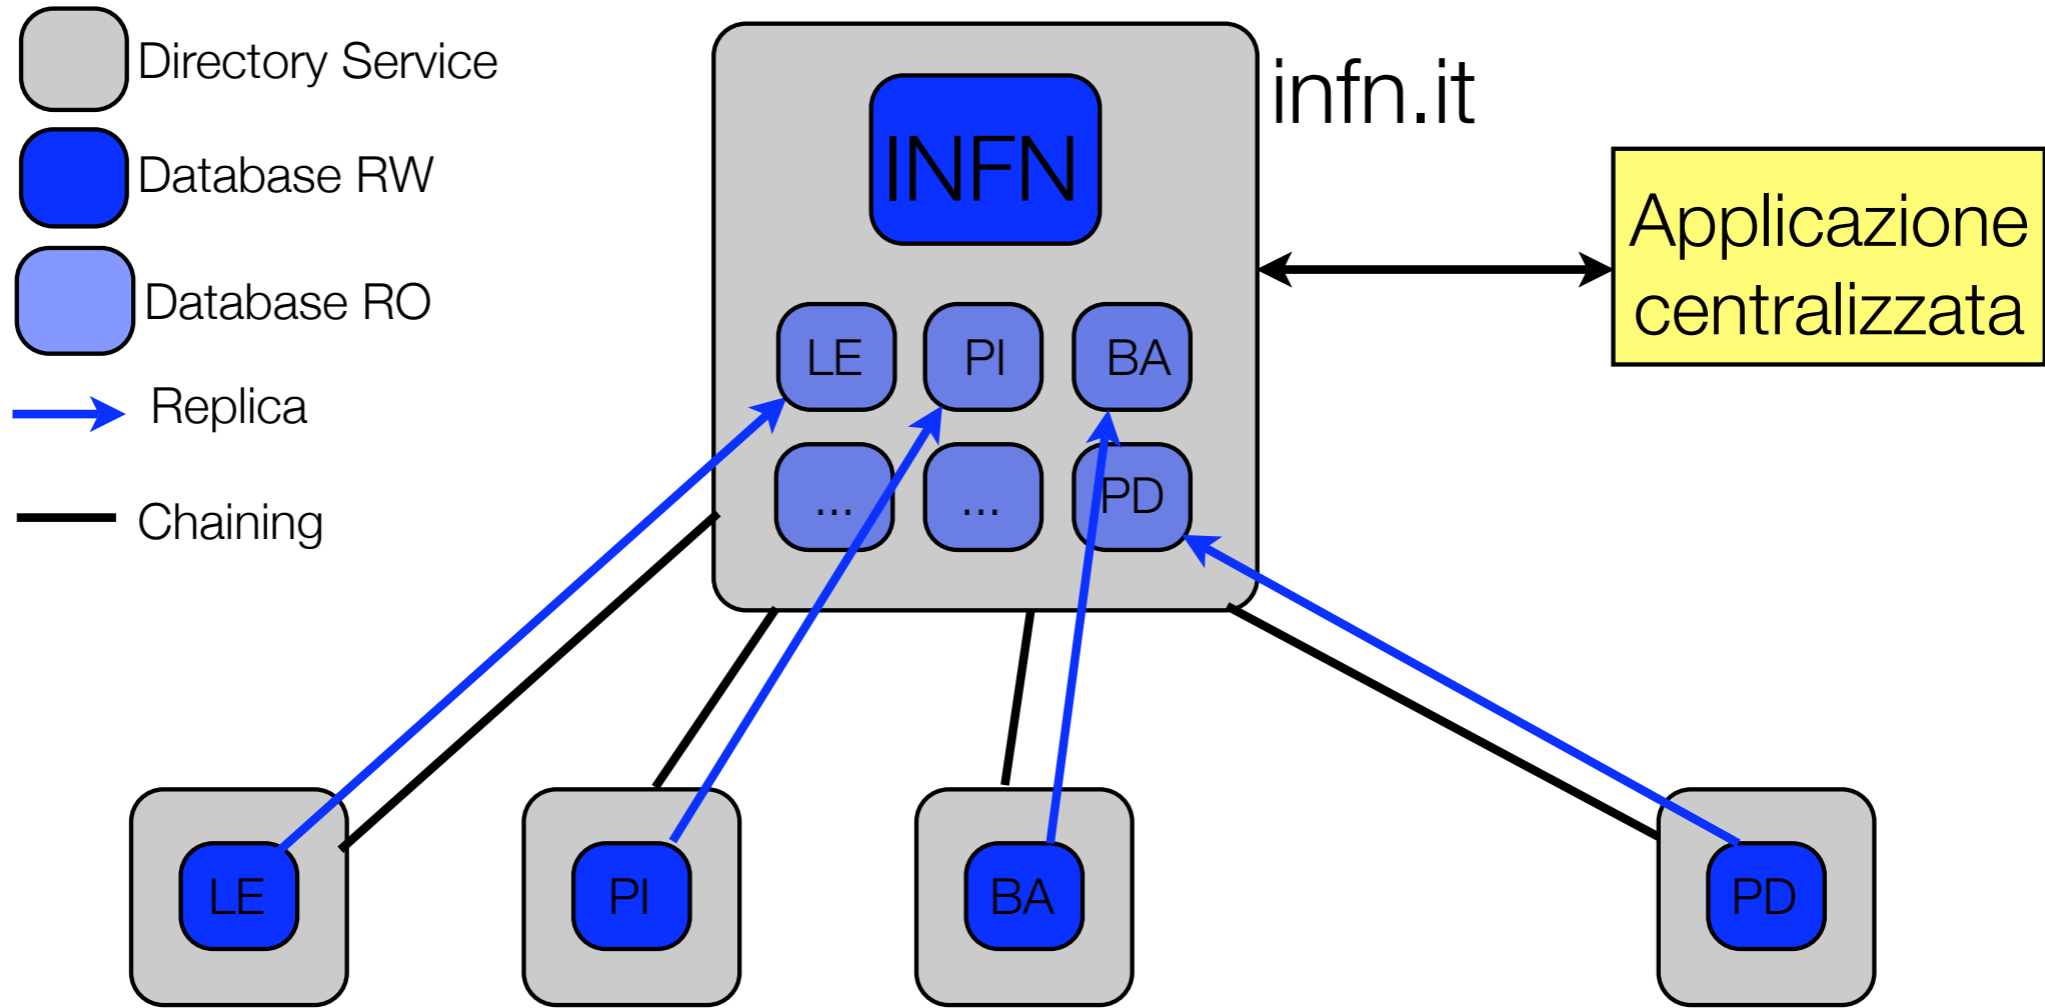 Directory Service
Database RW
Database RO
Replica
Chaining
infn.it
INFN
LE
PI
BA
...
...
PD
Applicazione
centralizzata
LE
PI
BA
PD